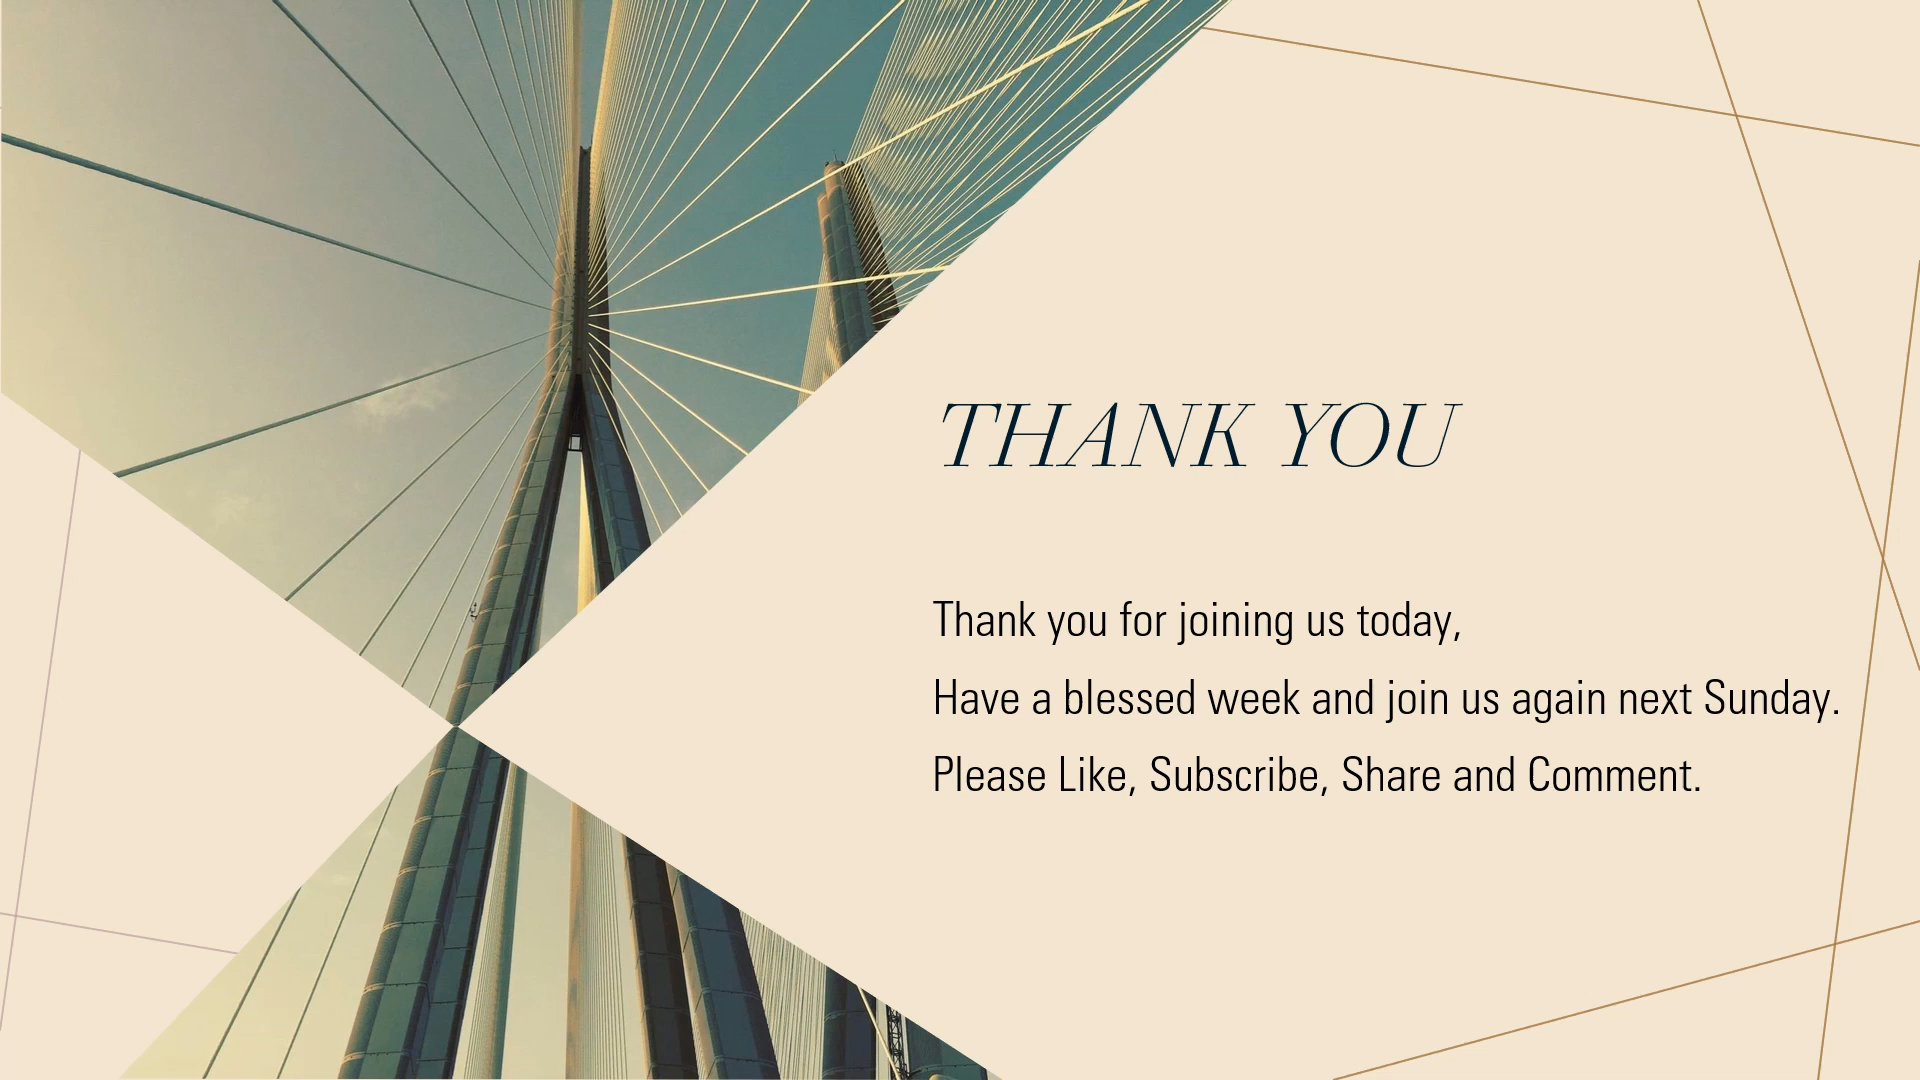 THANK YOU
Thank you for joining us today,
Have a blessed week and join us again next Sunday.
Please Like, Subscribe, Share and Comment.